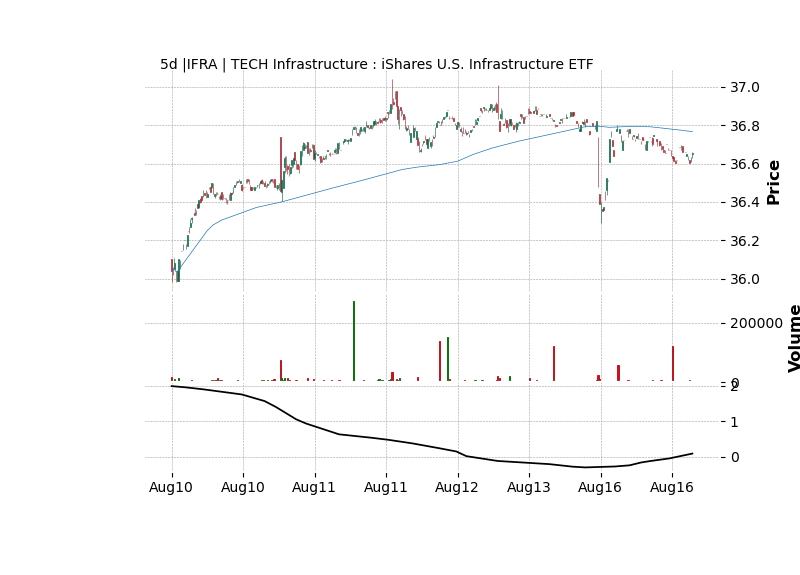 5d |IFRA | TECH Infrastructure : iShares U.S. Infrastructure ETF
37.0
36.8
36.6
36.4
36.2
36.0
Price
200000
0
Volume
2
1
0
Aug10 Aug10 Aug11 Aug11 Aug12 Aug13 Aug16 Aug16